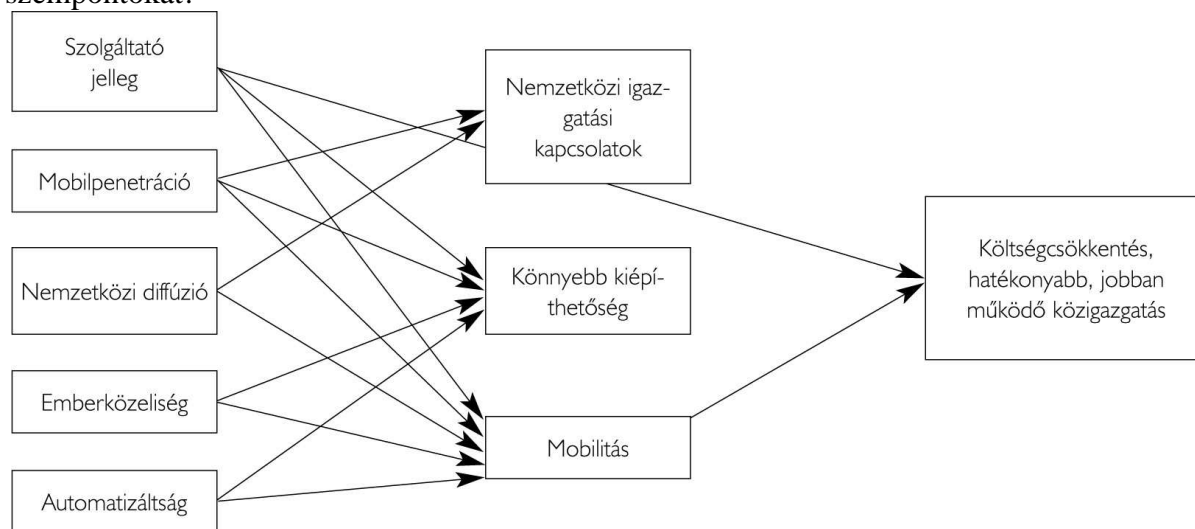 szempontokat:
Szolgáltató
jelleg
Mobilpenetráció
Nemzetközi diffúzió
Emberközeliség
Automatizáltság
Nemzetközi igaz-
gatási
kapcsolatok
Könnyebb kiépí-
thetőség
Mobilitás
Költségcsökkentés,
hatékonyabb, jobban
működő közigazgatás